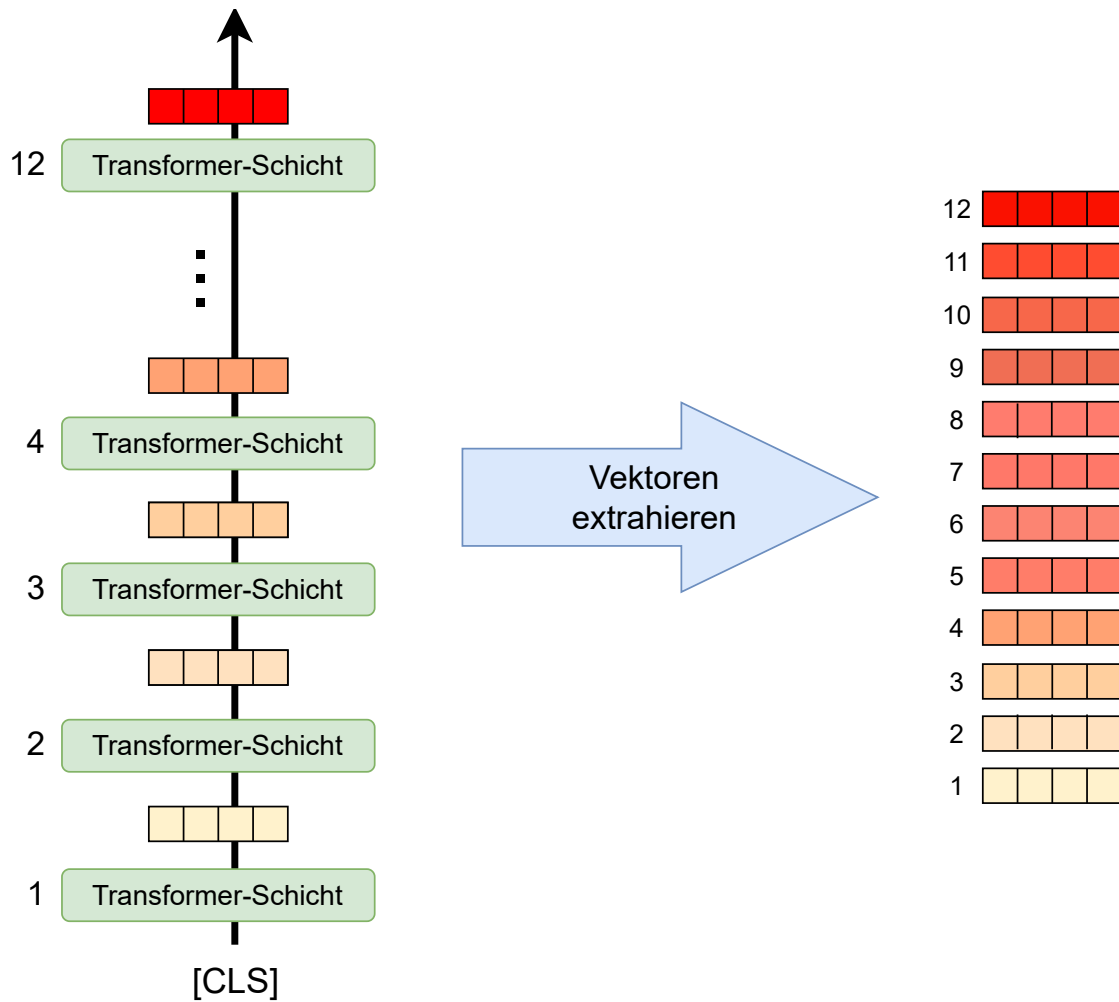 12 Transformer-Schicht
4 Transformer-Schicht
3 Transformer-Schicht
2 Transformer-Schicht
1 Transformer-Schicht
[CLS]
Vektoren
extrahieren
12
11
10
9
8
7
6
5
4
3
2
1